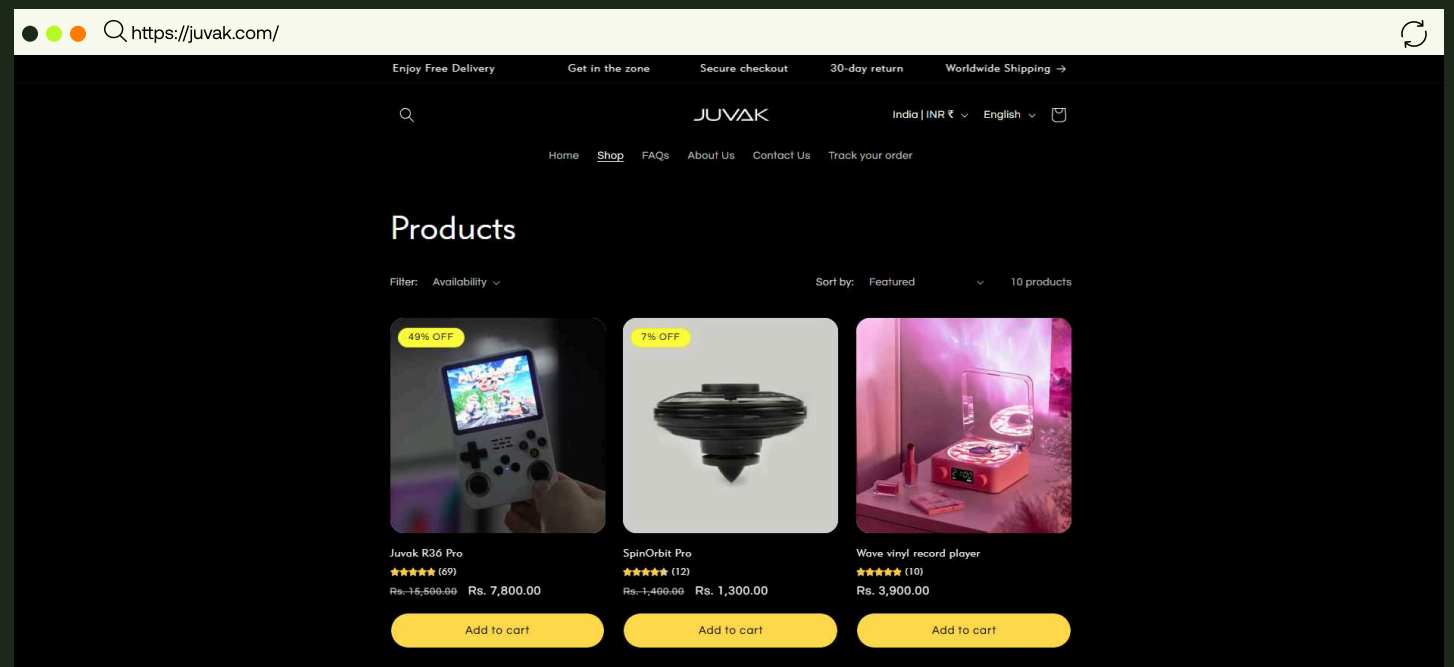 https://juvak.com/
Enjoy Free Delivery Get in the zone Secure checkout 30-day return Worldwide Shipping →
JUVAK India | INR ₹ English
Home Shop FAQs About Us Contact Us Track your order
Products
Filter: Availability Sort by: Featured 10 products
49% OFF 7% OFF
Juvak R36 Pro SpinOrbit Pro Wave vinyl record player
(69) (12) (10)
Rs. 15,500.00 Rs. 7,800.00 Rs. 1,400.00 Rs. 1,300.00 Rs. 3,900.00
Add to cart Add to cart Add to cart